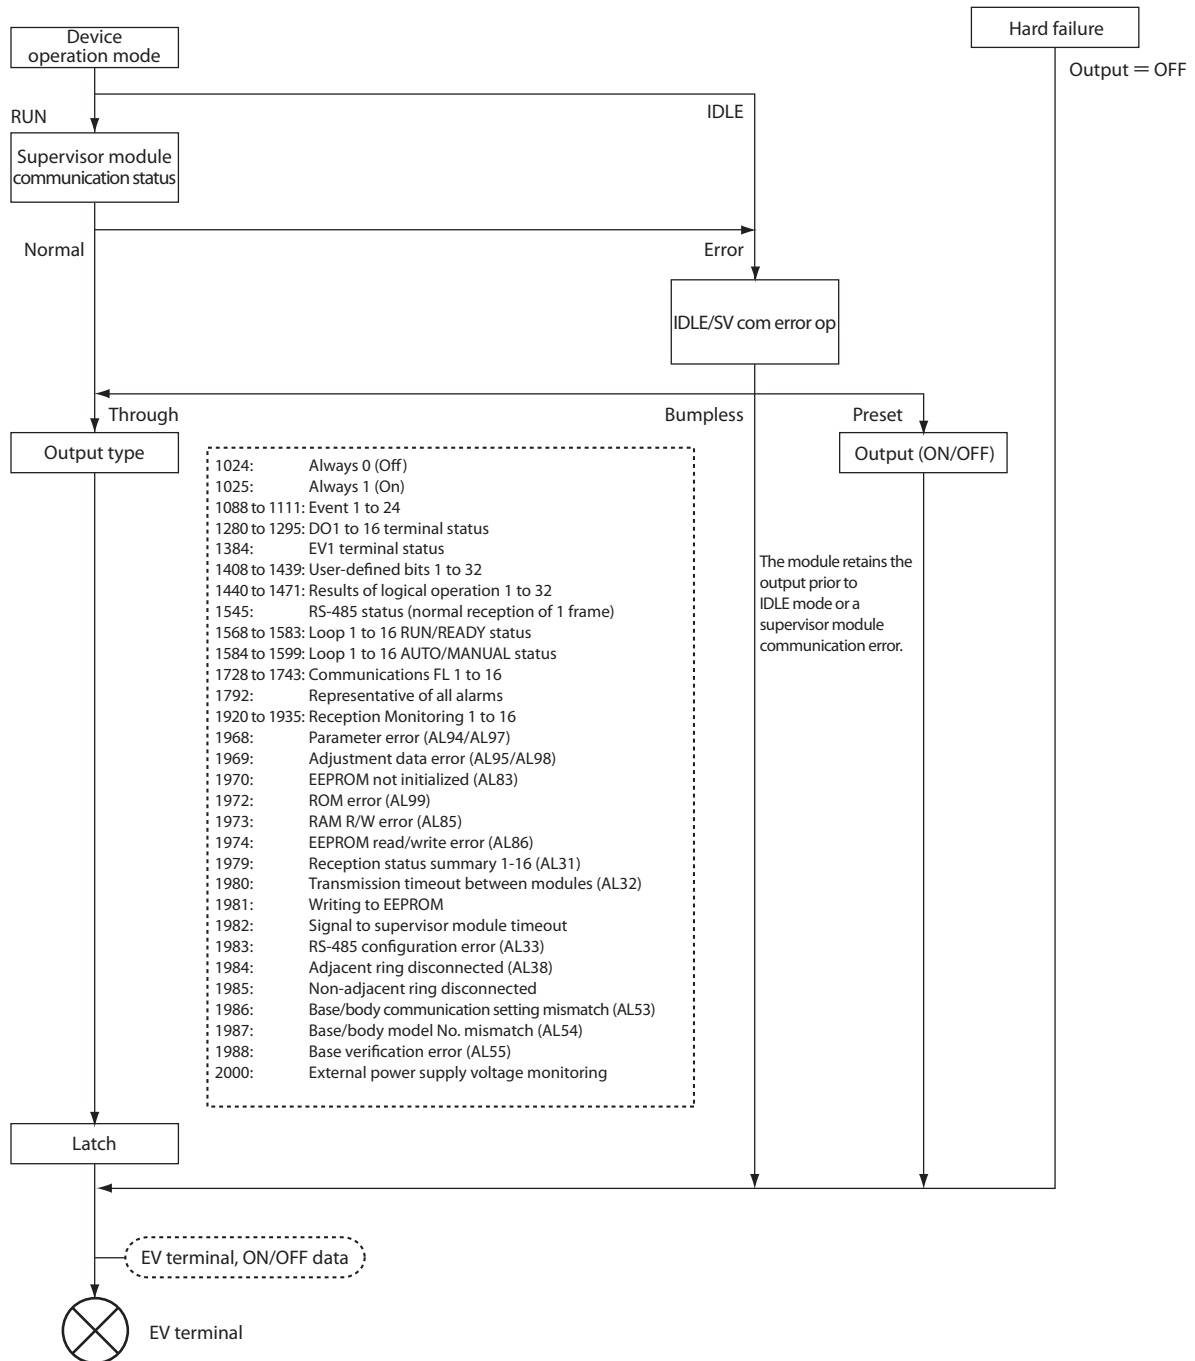 Device
operation mode
Hard failure
Output = OFF
RUN
IDLE
Supervisor module
communication status
Normal
Error
IDLE/SV com error op
Through
Bumpless
Preset
Output type
Output (ON/OFF)
1024: Always 0 (Off)
1025: Always 1 (On)
1088 to 1111: Event 1 to 24
1280 to 1295: DO1 to 16 terminal status
1384: EV1 terminal status
1408 to 1439: User-defined bits 1 to 32
1440 to 1471: Results of logical operation 1 to 32
1545: RS-485 status (normal reception of 1 frame)
1568 to 1583: Loop 1 to 16 RUN/READY status
1584 to 1599: Loop 1 to 16 AUTO/MANUAL status
1728 to 1743: Communications FL 1 to 16
1792: Representative of all alarms
1920 to 1935: Reception Monitoring 1 to 16
1968: Parameter error (AL94/AL97)
1969: Adjustment data error (AL95/AL98)
1970: EEPROM not initialized (AL83)
1972: ROM error (AL99)
1973: RAM R/W error (AL85)
1974: EEPROM read/write error (AL86)
1979: Reception status summary 1-16 (AL31)
1980: Transmission timeout between modules (AL32)
1981: Writing to EEPROM
1982: Signal to supervisor module timeout
1983: RS-485 configuration error (AL33)
1984: Adjacent ring disconnected (AL38)
1985: Non-adjacent ring disconnected
1986: Base/body communication setting mismatch (AL53)
1987: Base/body model No. mismatch (AL54)
1988: Base verification error (AL55)
2000: External power supply voltage monitoring
The module retains the
output prior to
IDLE mode or a
supervisor module
communication error.
Latch
EV terminal, ON/OFF data
EV terminal